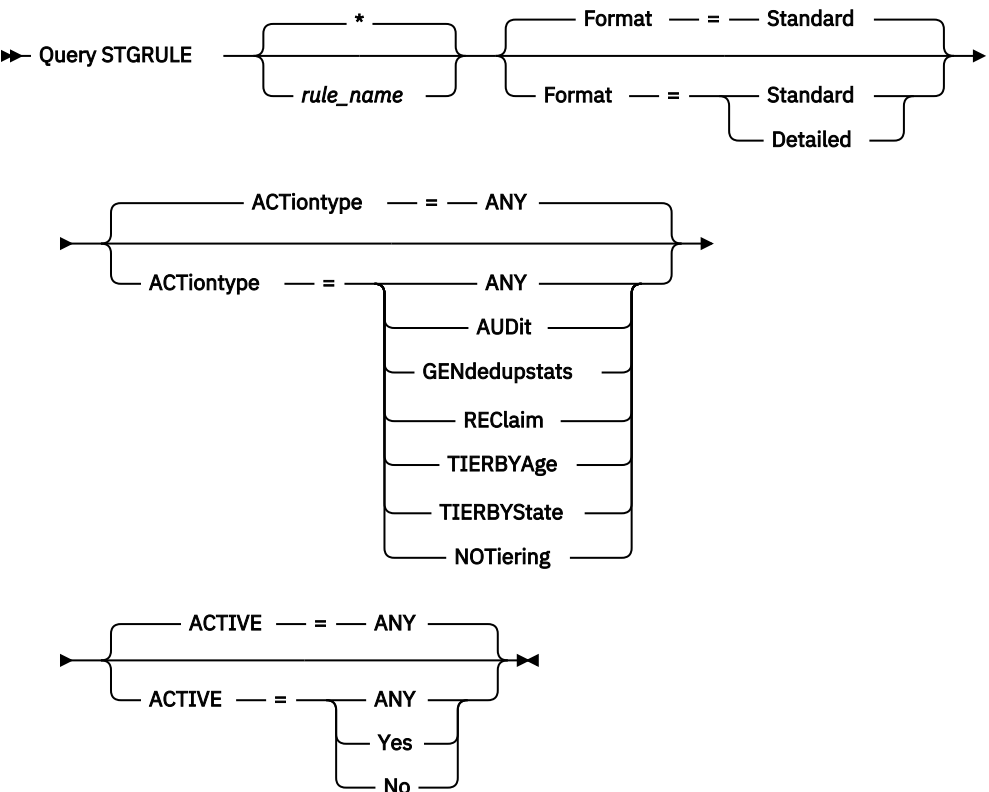 *
Format = Standard
Query STGRULE
rule_name
Format = Standard
Detailed
ACTiontype = ANY
ACTiontype = ANY
AUDit
GENdedupstats
REClaim
TIERBYAge
TIERBYState
NOTiering
ACTIVE = ANY
ACTIVE = ANY
Yes
No